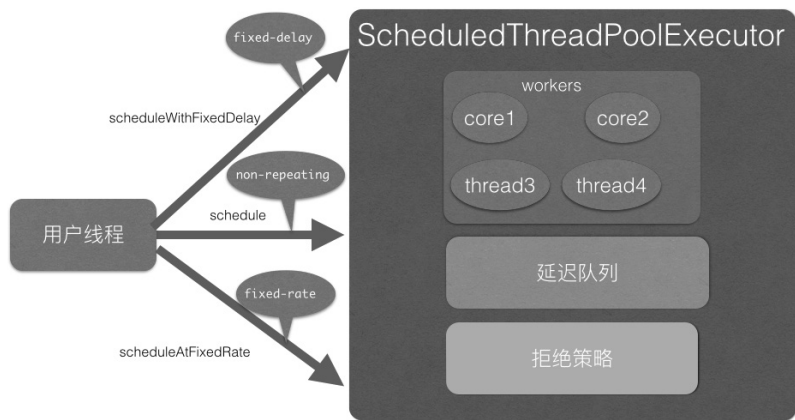 fixed-delay
scheduleWithFixedDelay
non-repeating
schedule
用户线程
fixed-rate
scheduleAtFixedRate
ScheduledThreadPoolExecutor
workers
core1
core2
thread3
thread4
延迟队列
拒绝策略